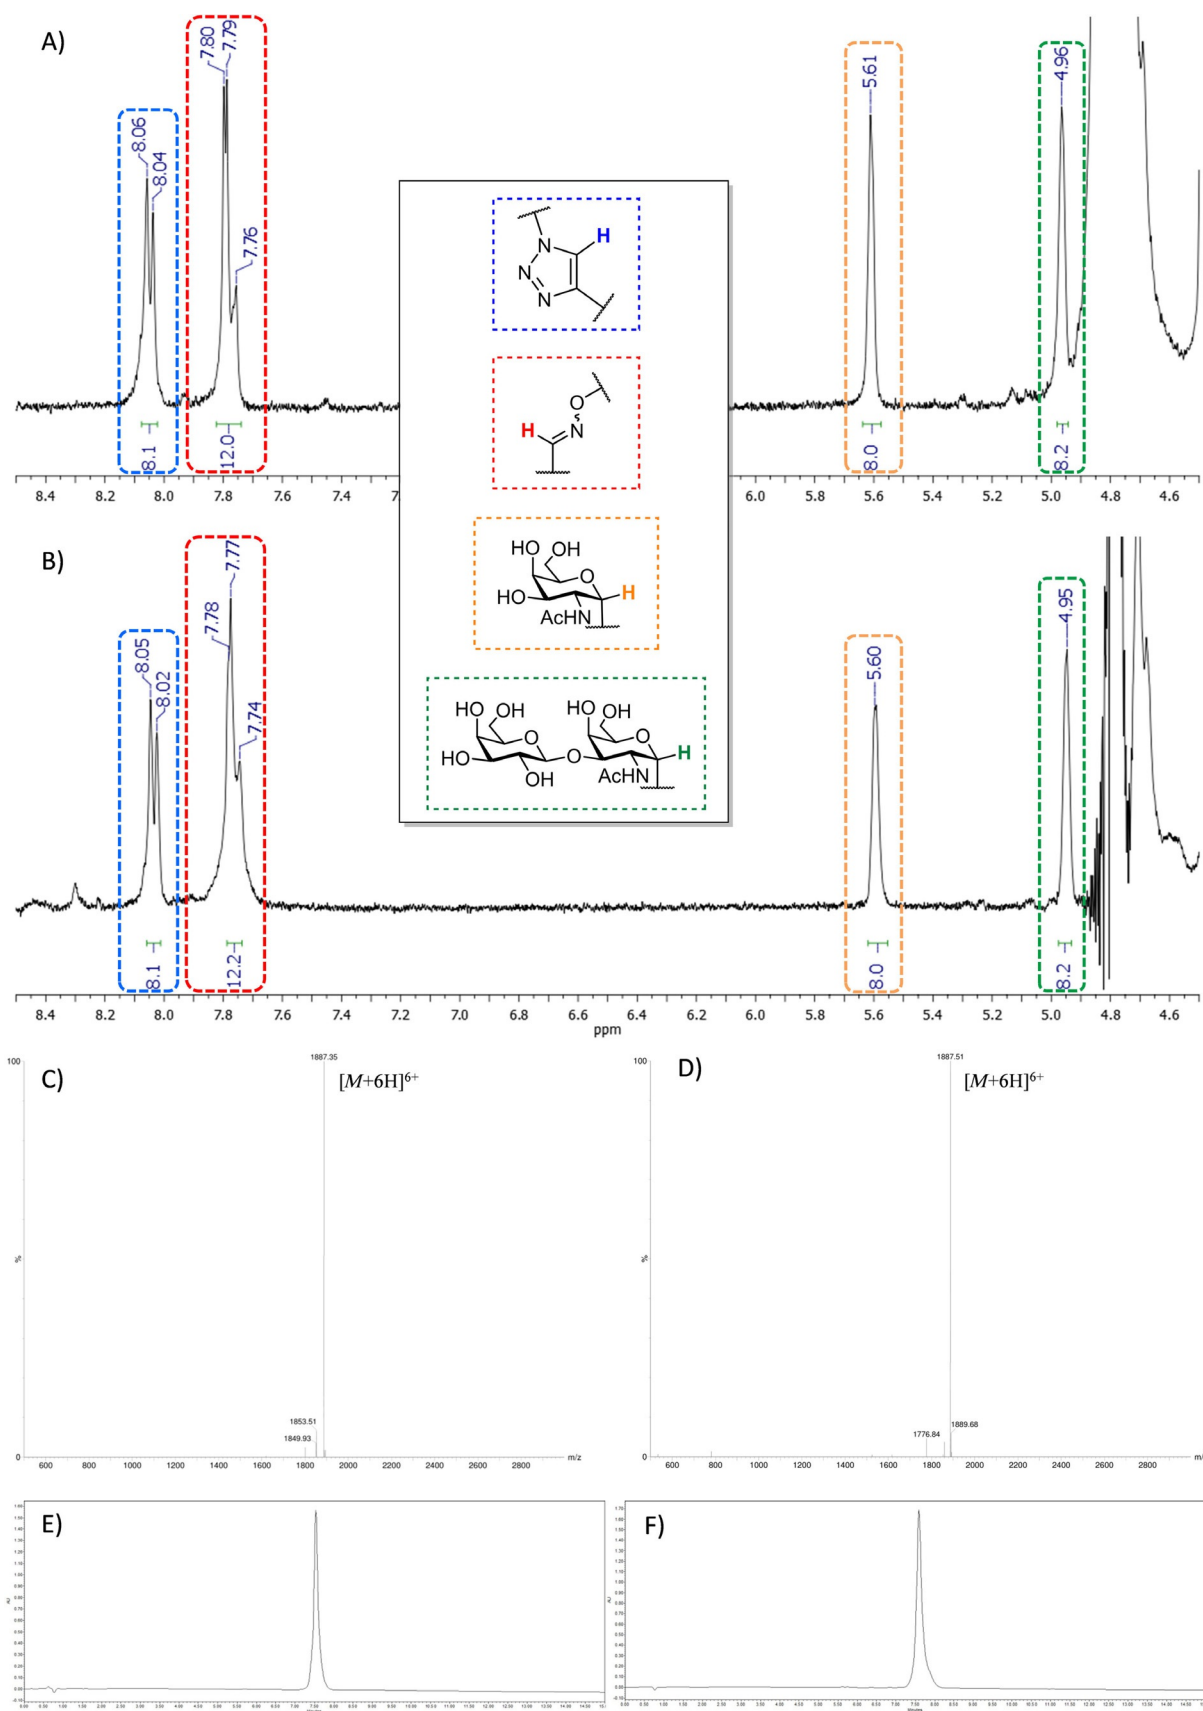 A)
8.06
8.04
7.80
7.79
7.76
5.61
4.96
8.1
12.0
8.0
8.2
8.4 8.2 8.0 7.8 7.6 7.4 7. 6.0 5.8 5.6 5.4 5.2 5.0 4.8 4.6
H
N
N
N
O
H
N
HO OH
O
HO
H
AcHN
HO OH
HO OH
O
O
HO
O
H
OH
AcHN
B)
8.05
8.02
7.78
7.77
7.74
5.60
4.95
8.1
12.2
8.0
8.2
8.4 8.2 8.0 7.8 7.6 7.4 7.2 7.0 6.8 6.6 6.4 6.2 6.0 5.8 5.6 5.4 5.2 5.0 4.8 4.6
ppm
C)
100
1887.35
[M+6H]6+
%
1853.51
1849.93
0
600 800 1000 1200 1400 1600 1800 2000 2200 2400 2600 2800 m/z
D)
100
1887.51
[M+6H]6+
%
1889.68
1776.84
0
600 800 1000 1200 1400 1600 1800 2000 2200 2400 2600 2800 m/z
E)
F)